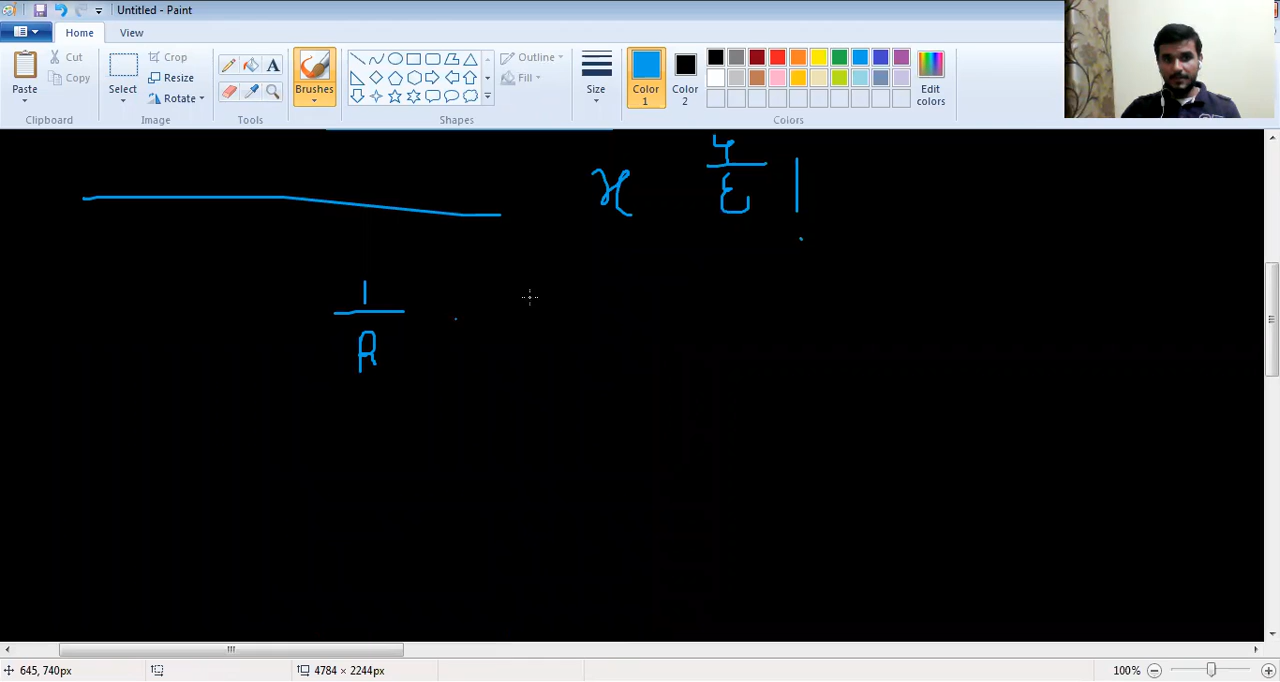 Untitled - Paint
Home View
Paste
Cut
Copy
Clipboard
Select
Crop
Resize
Rotate
Image
Tools
Brushes
Shapes
Outline
Fill
Size
Color 1
Color 2
Edit colors
Colors
x
1
R
645, 740px
4784 × 2244px
100%